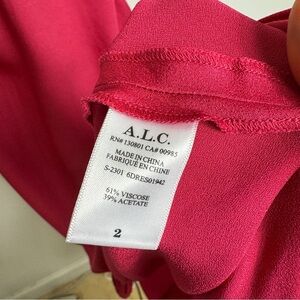 A.L.C.
RN# 130801 CA# 00985
MADE IN CHINA
FABRIQUÉ EN CHINE
S-2301 6DRES01942
61% VISCOSE
39% ACETATE
2